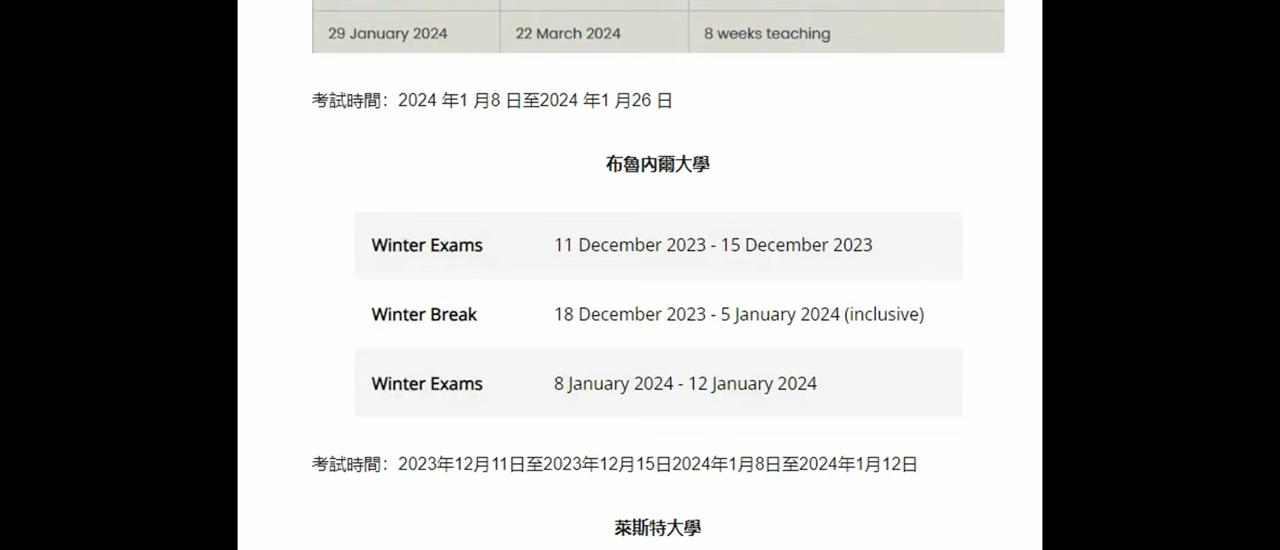 29 January 2024 22 March 2024 8 weeks teaching
考試時間：2024 年1 月8 日至2024 年1 月26 日
布魯內爾大學
Winter Exams 11 December 2023 - 15 December 2023
Winter Break 18 December 2023 - 5 January 2024 (inclusive)
Winter Exams 8 January 2024 - 12 January 2024
考試時間：2023年12月11日至2023年12月15日2024年1月8日至2024年1月12日
萊斯特大學